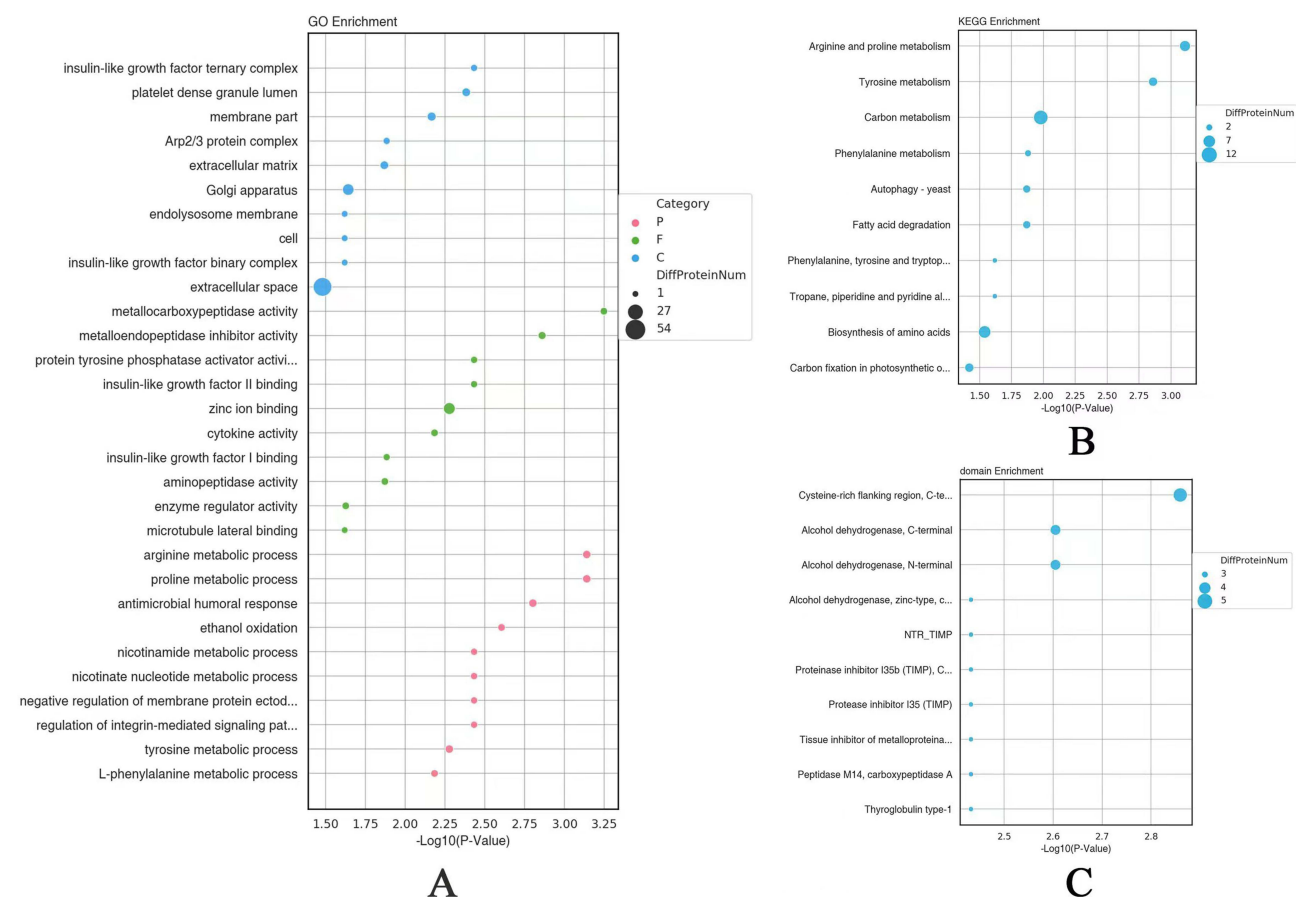 GO Enrichment
insulin-like growth factor ternary complex
platelet dense granule lumen
membrane part
Arp2/3 protein complex
extracellular matrix
Golgi apparatus
endolysosome membrane
cell
insulin-like growth factor binary complex
extracellular space
metallocarboxypeptidase activity
metalloendopeptidase inhibitor activity
protein tyrosine phosphatase activator activi...
insulin-like growth factor II binding
zinc ion binding
cytokine activity
insulin-like growth factor I binding
aminopeptidase activity
enzyme regulator activity
microtubule lateral binding
arginine metabolic process
proline metabolic process
antimicrobial humoral response
ethanol oxidation
nicotinamide metabolic process
nicotinate nucleotide metabolic process
negative regulation of membrane protein ectod...
regulation of integrin-mediated signaling pat...
tyrosine metabolic process
L-phenylalanine metabolic process
1.50 1.75 2.00 2.25 2.50 2.75 3.00 3.25
-Log10(P-Value)
Category
P
F
C
DiffProteinNum
1
27
54
A
KEGG Enrichment
Arginine and proline metabolism
Tyrosine metabolism
Carbon metabolism
Phenylalanine metabolism
Autophagy - yeast
Fatty acid degradation
Phenylalanine, tyrosine and tryptop...
Tropane, piperidine and pyridine al...
Biosynthesis of amino acids
Carbon fixation in photosynthetic o...
1.50 1.75 2.00 2.25 2.50 2.75 3.00
-Log10(P-Value)
DiffProteinNum
2
7
12
B
domain Enrichment
Cysteine-rich flanking region, C-te...
Alcohol dehydrogenase, C-terminal
Alcohol dehydrogenase, N-terminal
Alcohol dehydrogenase, zinc-type, c...
NTR_TIMP
Proteinase inhibitor I35b (TIMP), C...
Protease inhibitor I35 (TIMP)
Tissue inhibitor of metalloproteina...
Peptidase M14, carboxypeptidase A
Thyroglobulin type-1
2.5 2.6 2.7 2.8
-Log10(P-Value)
DiffProteinNum
3
4
5
C